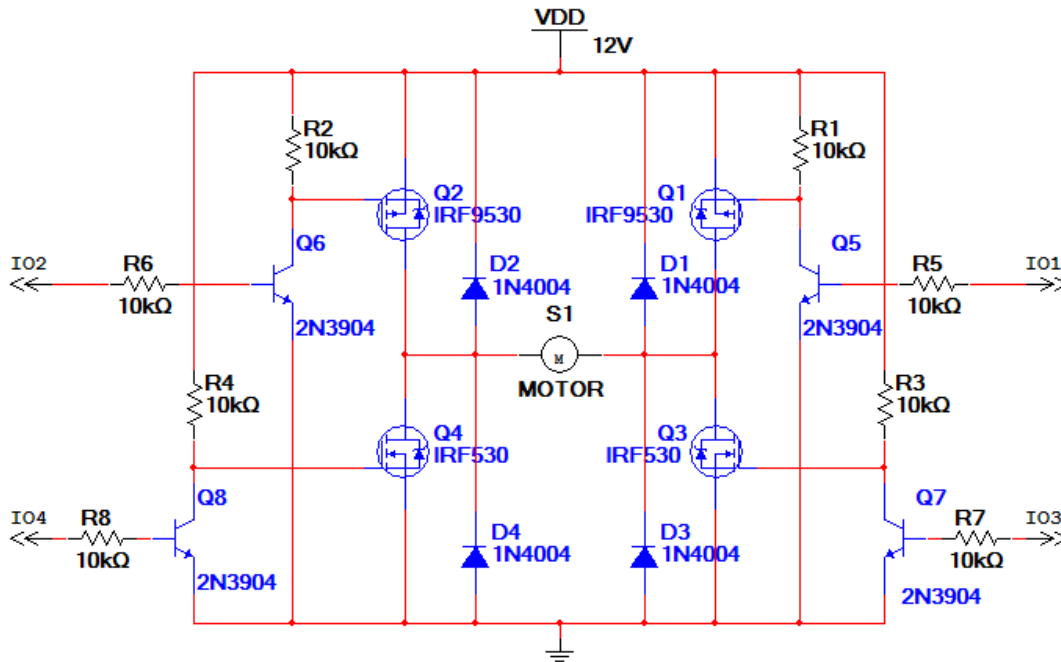 VDD
12V
R2
10kΩ
R1
10kΩ
Q2
IRF9530
Q1
IRF9530
Q6
Q5
IO2
R6
10kΩ
2N3904
D2
1N4004
D1
1N4004
R5
10kΩ
IO1
2N3904
S1
M
MOTOR
R4
10kΩ
R3
10kΩ
Q4
IRF530
Q3
IRF530
Q8
Q7
IO4
R8
10kΩ
2N3904
D4
1N4004
D3
1N4004
R7
10kΩ
IO3
2N3904